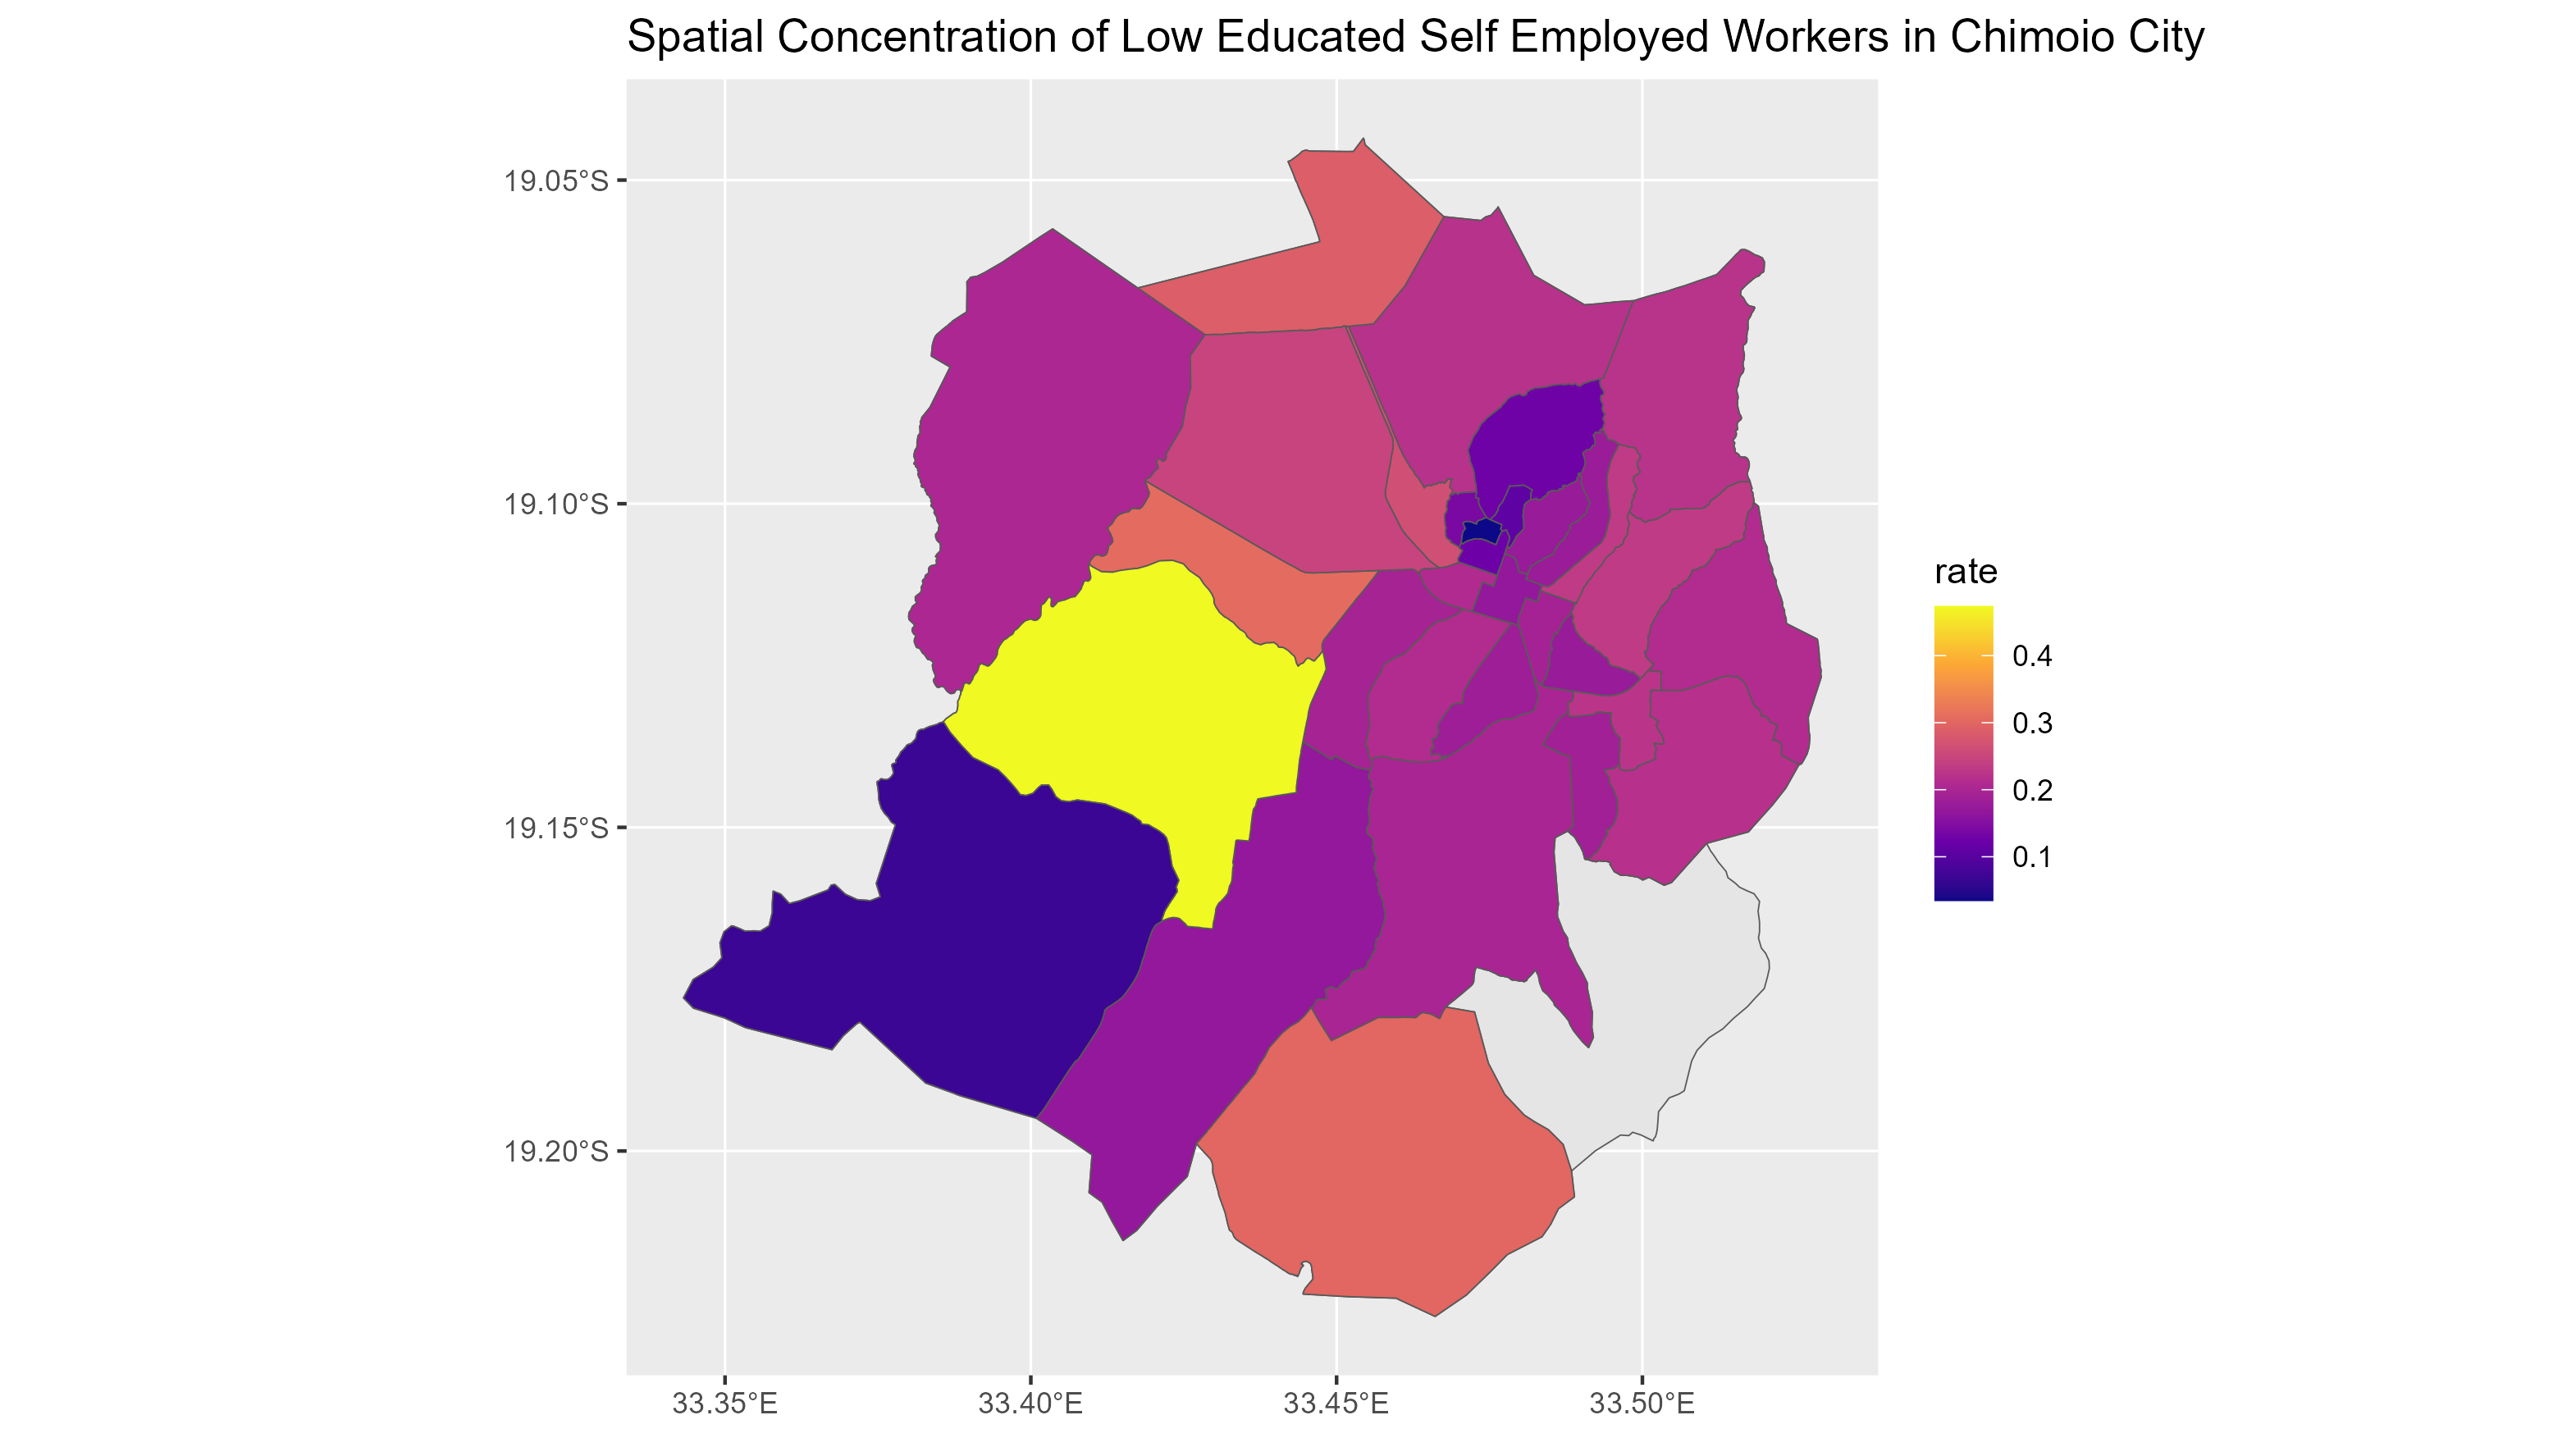 Spatial Concentration of Low Educated Self Employed Workers in Chimoio City
19.05°S
19.10°S
19.15°S
19.20°S
33.35°E
33.40°E
33.45°E
33.50°E
rate
0.4
0.3
0.2
0.1